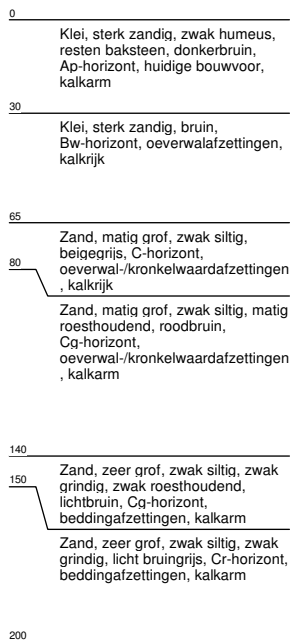 0
Klei, sterk zandig, zwak humeus,
resten baksteen, donkerbruin,
Ap-horizont, huidige bouwvoor,
kalkarm
30
Klei, sterk zandig, bruin,
Bw-horizont, oeverwalafzettingen,
kalkrijk
65
Zand, matig grof, zwak siltig,
beigegrijs, C-horizont,
oeverwal-/kronkelwaardafzettingen
, kalkrijk
80
Zand, matig grof, zwak siltig, matig
roesthoudend, roodbruin,
Cg-horizont,
oeverwal-/kronkelwaardafzettingen
, kalkarm
140
Zand, zeer grof, zwak siltig, zwak
grindig, zwak roesthoudend,
lichtbruin, Cg-horizont,
beddingafzettingen, kalkarm
150
Zand, zeer grof, zwak siltig, zwak
grindig, licht bruingrijs, Cr-horizont,
beddingafzettingen, kalkarm
200